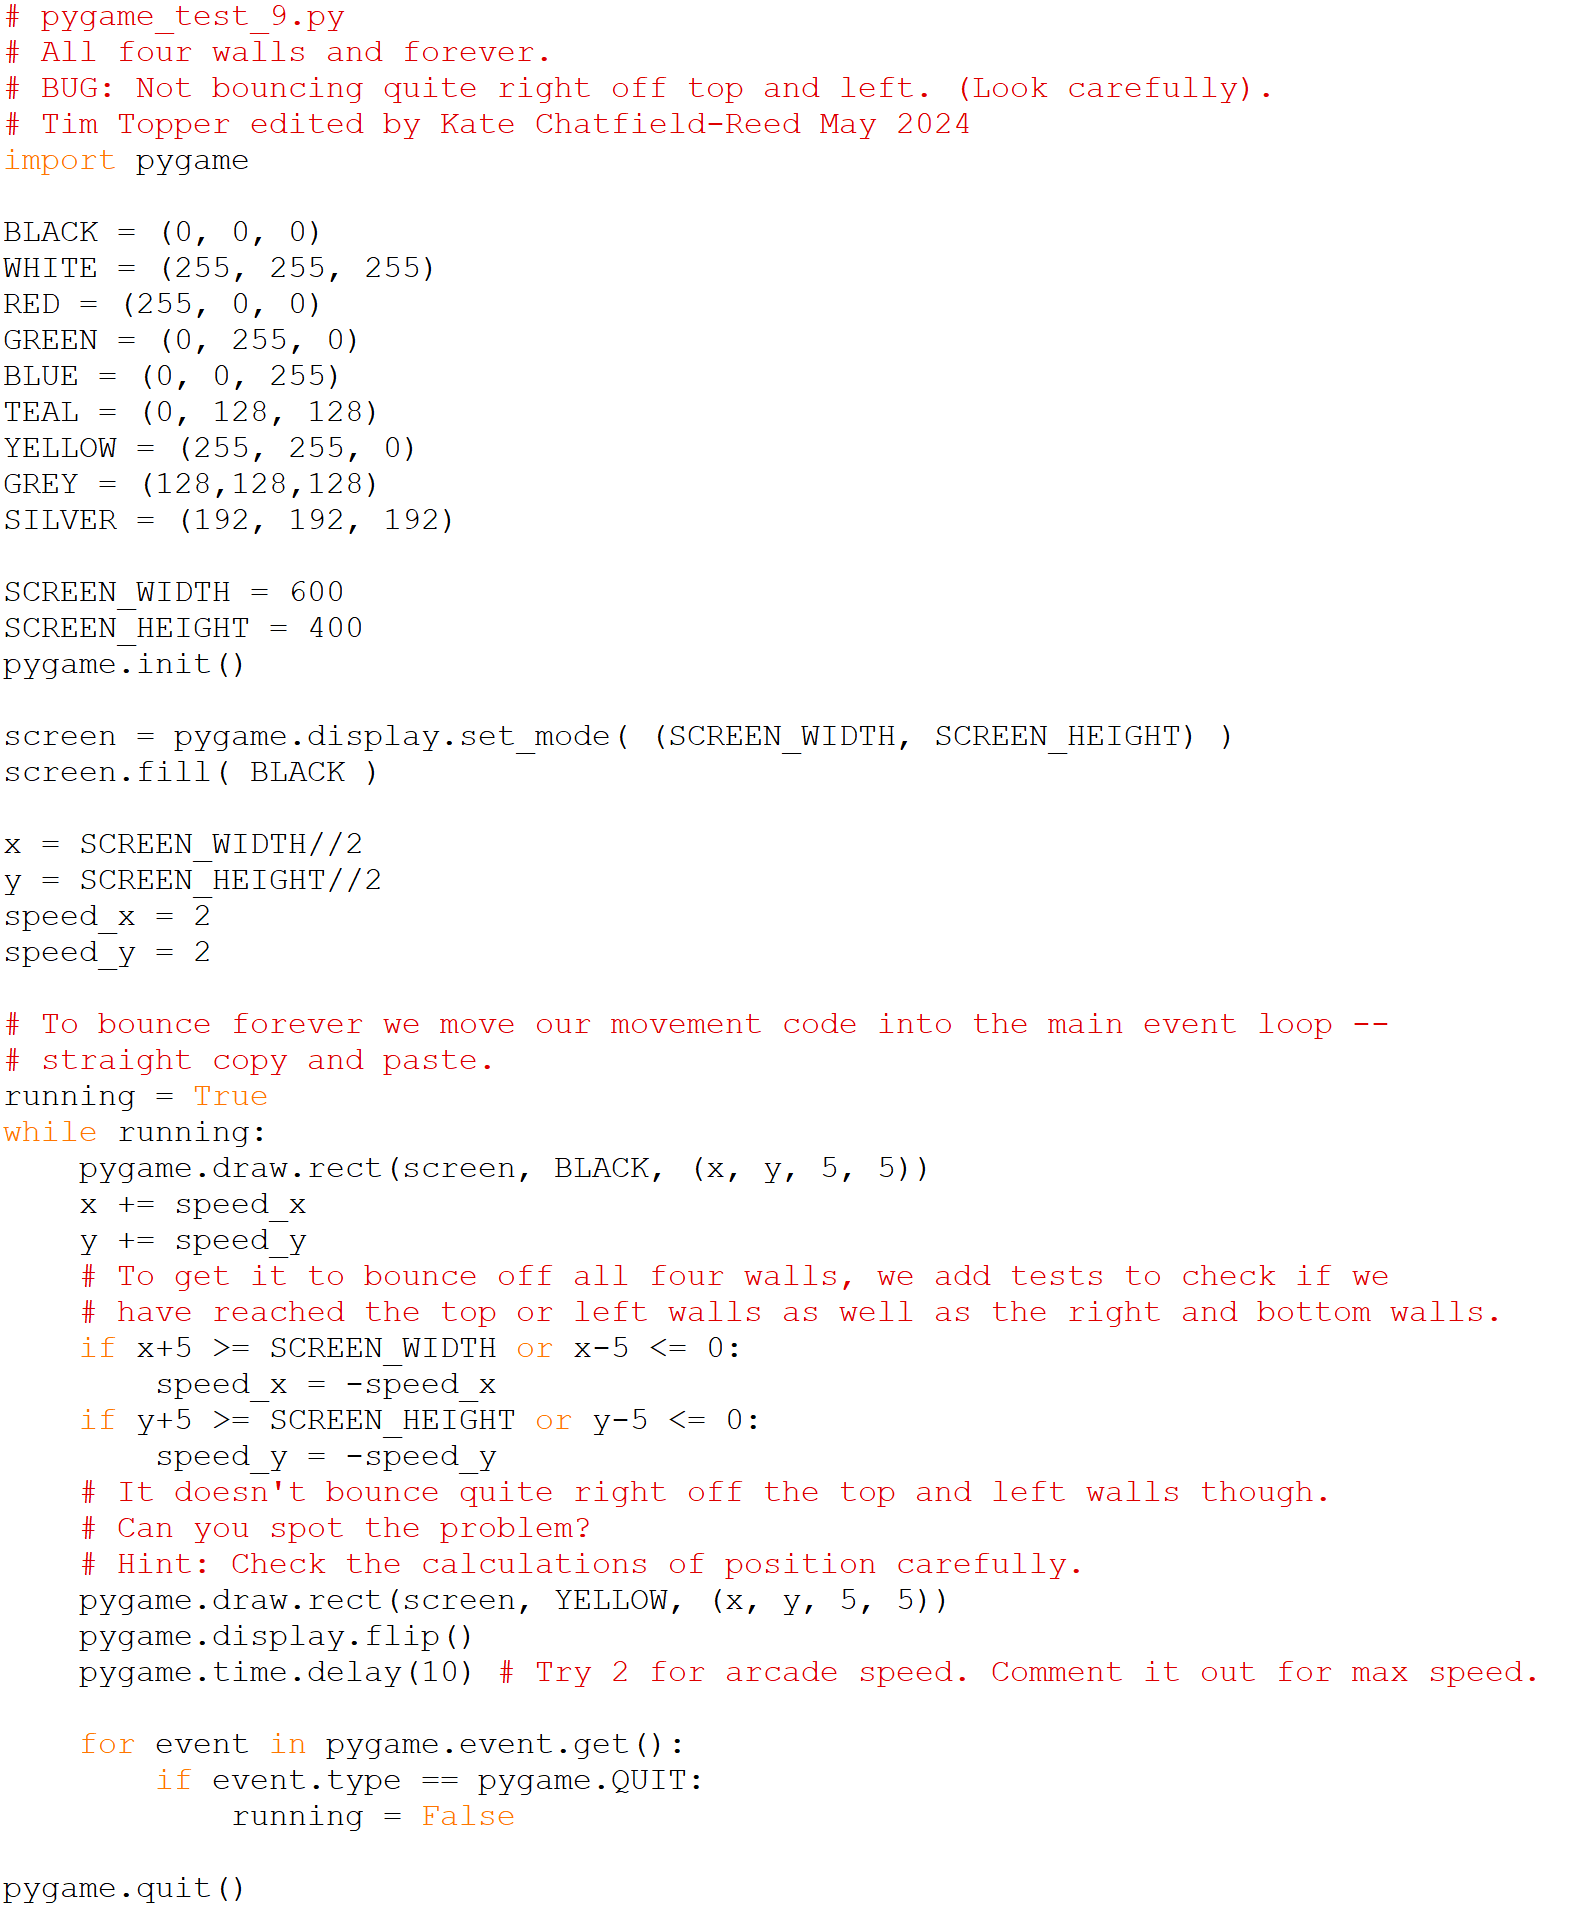 # pygame_test_9.py
# All four walls and forever.
# BUG: Not bouncing quite right off top and left. (Look carefully).
# Tim Topper edited by Kate Chatfield-Reed May 2024
import pygame

BLACK = (0, 0, 0)
WHITE = (255, 255, 255)
RED = (255, 0, 0)
GREEN = (0, 255, 0)
BLUE = (0, 0, 255)
TEAL = (0, 128, 128)
YELLOW = (255, 255, 0)
GREY = (128,128,128)
SILVER = (192, 192, 192)

SCREEN_WIDTH = 600
SCREEN_HEIGHT = 400
pygame.init()

screen = pygame.display.set_mode( (SCREEN_WIDTH, SCREEN_HEIGHT) )
screen.fill( BLACK )

x = SCREEN_WIDTH//2
y = SCREEN_HEIGHT//2
speed_x = 2
speed_y = 2

# To bounce forever we move our movement code into the main event loop --
# straight copy and paste.
running = True
while running:
    pygame.draw.rect(screen, BLACK, (x, y, 5, 5))
    x += speed_x
    y += speed_y
    # To get it to bounce off all four walls, we add tests to check if we
    # have reached the top or left walls as well as the right and bottom walls.
    if x+5 >= SCREEN_WIDTH or x-5 <= 0:
        speed_x = -speed_x
    if y+5 >= SCREEN_HEIGHT or y-5 <= 0:
        speed_y = -speed_y
    # It doesn't bounce quite right off the top and left walls though.
    # Can you spot the problem?
    # Hint: Check the calculations of position carefully.
    pygame.draw.rect(screen, YELLOW, (x, y, 5, 5))
    pygame.display.flip()
    pygame.time.delay(10) # Try 2 for arcade speed. Comment it out for max speed.

    for event in pygame.event.get():
        if event.type == pygame.QUIT:
            running = False

pygame.quit()